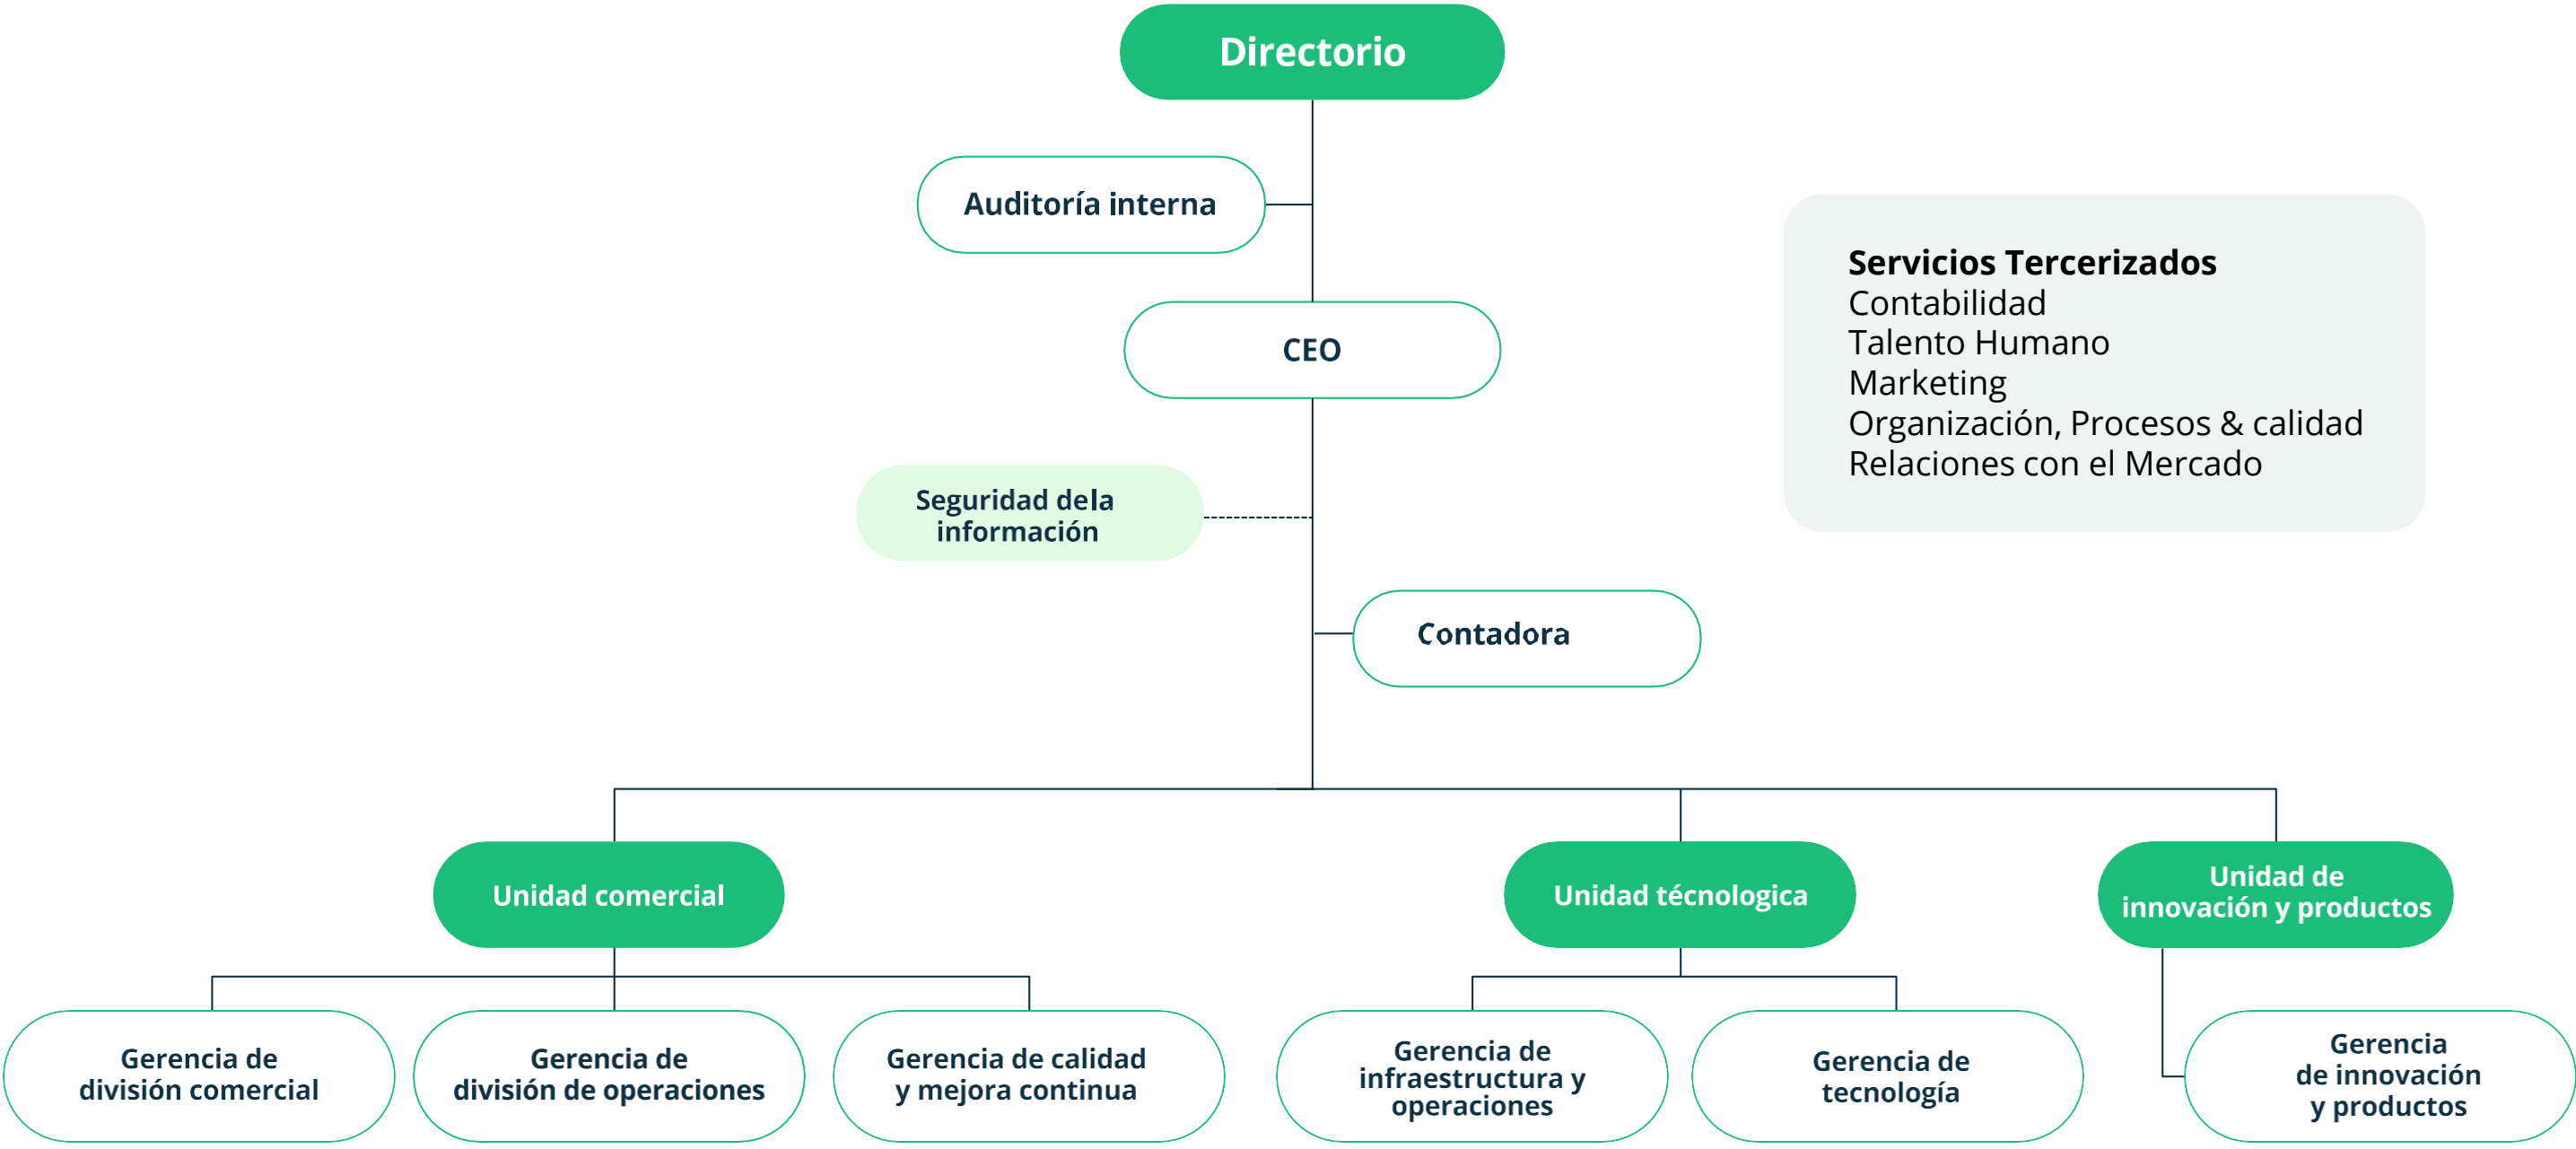 Directorio
Auditoría interna
Servicios Tercerizados
Contabilidad
Talento Humano
Marketing
Organización, Procesos & calidad
Relaciones con el Mercado
CEO
Seguridad dela
información
Contadora
Unidad comercial
Unidad técnologica
Unidad de
innovación y productos
Gerencia de
división comercial
Gerencia de
división de operaciones
Gerencia de calidad
y mejora continua
Gerencia de
infraestructura y
operaciones
Gerencia de
tecnología
Gerencia
de innovación
y productos